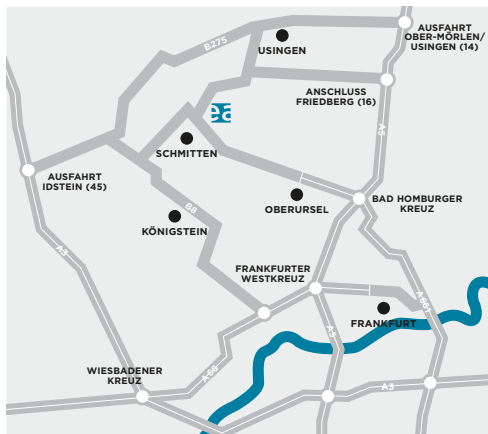 AUSFAHRT
OBER-MÖRLEN/
USINGEN (14)
B275
USINGEN
ANSCHLUSS
FRIEDBERG (16)
A5
SCHMITTEN
AUSFAHRT
IDSTEIN (45)
OBERURSEL
BAD HOMBURGER
KREUZ
B8
KÖNIGSTEIN
A3
FRANKFURTER
WESTKREUZ
A661
FRANKFURT
A5
WIESBADENER
KREUZ
A66
A3